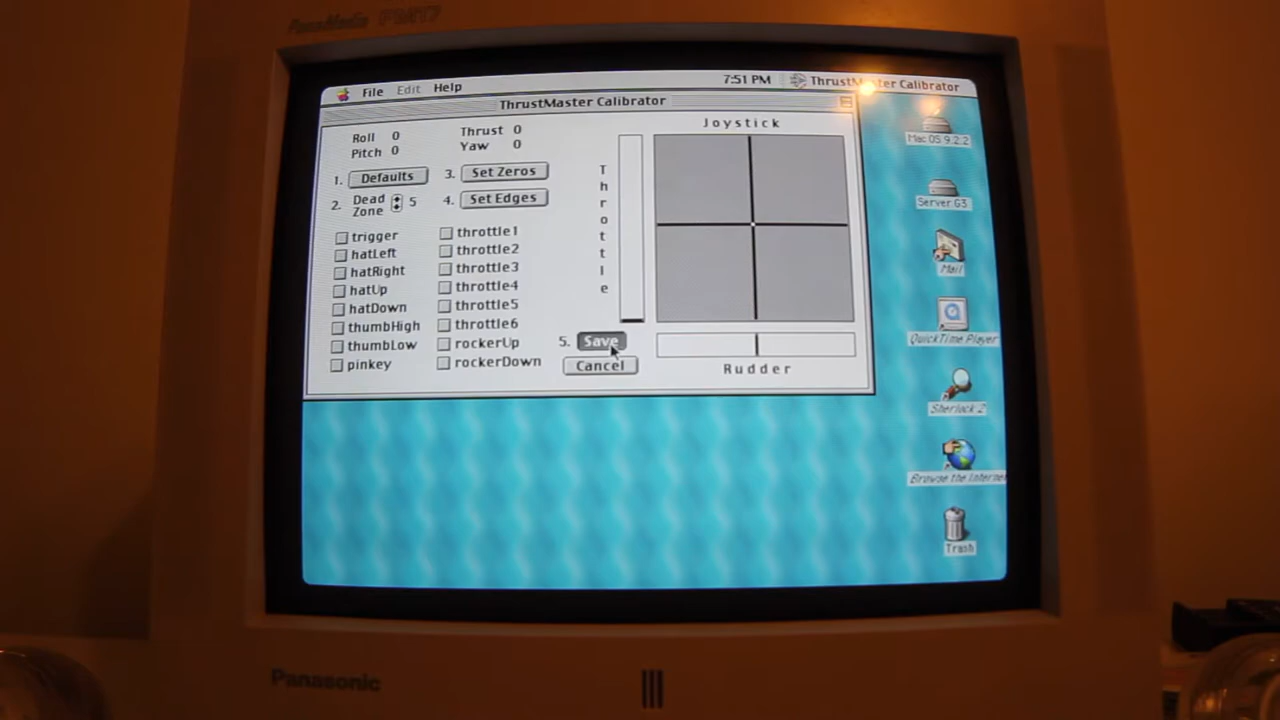 PanaMedia PM17
File Edit Help
7:51 PM
ThrustMaster Calibrator
ThrustMaster Calibrator
Roll 0
Pitch 0
Thrust 0
Yaw 0
1. Defaults
2. Dead Zone 5
3. Set Zeros
4. Set Edges
trigger
hatLeft
hatRight
hatUp
hatDown
thumbHigh
thumbLow
pinkey
throttle1
throttle2
throttle3
throttle4
throttle5
throttle6
rockerUp
rockerDown
Throttle
5. Save
Cancel
Joystick
Rudder
Mac OS 9.2.2
Server G3
Mail
QuickTime Player
Sherlock 2
Browse the Internet
Trash
Panasonic